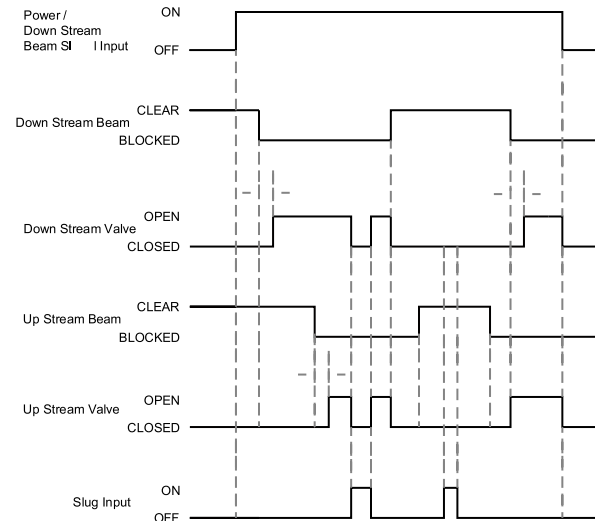 Power /
Down Stream
Beam Sl I Input
ON
OFF
Down Stream Beam
CLEAR
BLOCKED
Down Stream Valve
OPEN
CLOSED
Up Stream Beam
CLEAR
BLOCKED
Up Stream Valve
OPEN
CLOSED
Slug Input
ON
OFF